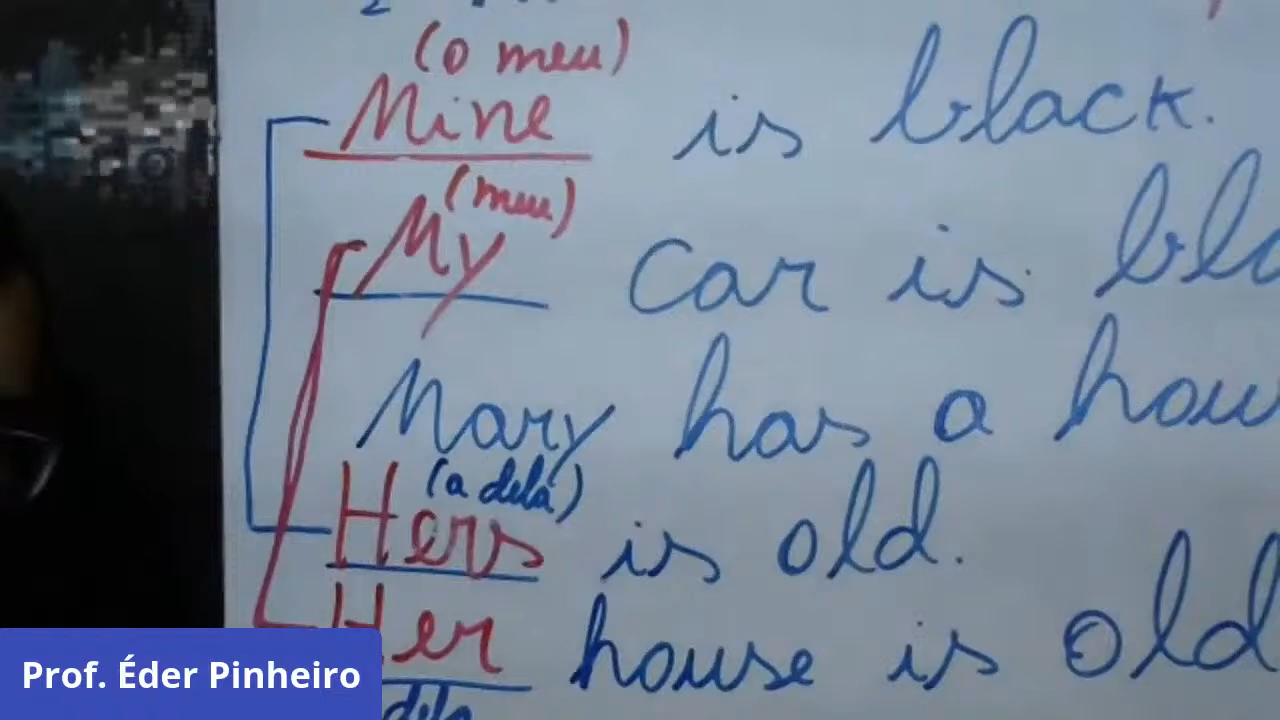 (o meu)
Mine is black.
(meu)
My car is bla
Mary has a hou
(a dela)
Hers is old.
Her house is old
dela
Prof. Éder Pinheiro